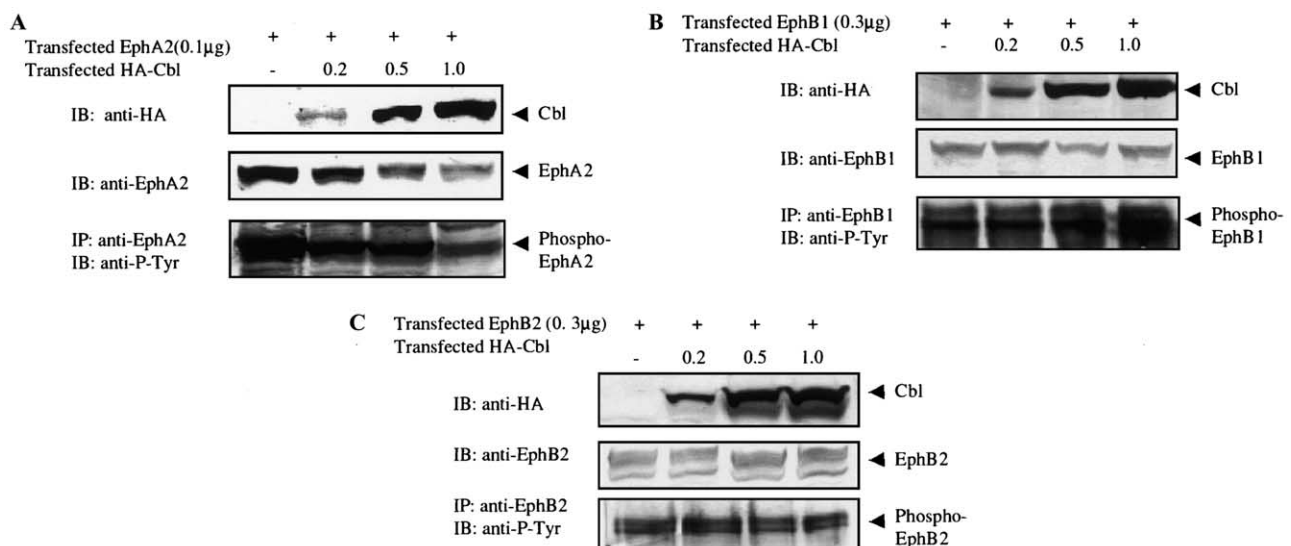 A
Transfected EphA2(0.1µg) + + + +
Transfected HA-Cbl - 0.2 0.5 1.0
IB: anti-HA Cbl
IB: anti-EphA2 EphA2
IP: anti-EphA2 Phospho-
IB: anti-P-Tyr EphA2
B
Transfected EphB1 (0.3µg) + + + +
Transfected HA-Cbl - 0.2 0.5 1.0
IB: anti-HA Cbl
IB: anti-EphB1 EphB1
IP: anti-EphB1 Phospho-
IB: anti-P-Tyr EphB1
C
Transfected EphB2 (0. 3µg) + + + +
Transfected HA-Cbl - 0.2 0.5 1.0
IB: anti-HA Cbl
IB: anti-EphB2 EphB2
IP: anti-EphB2 Phospho-
IB: anti-P-Tyr EphB2